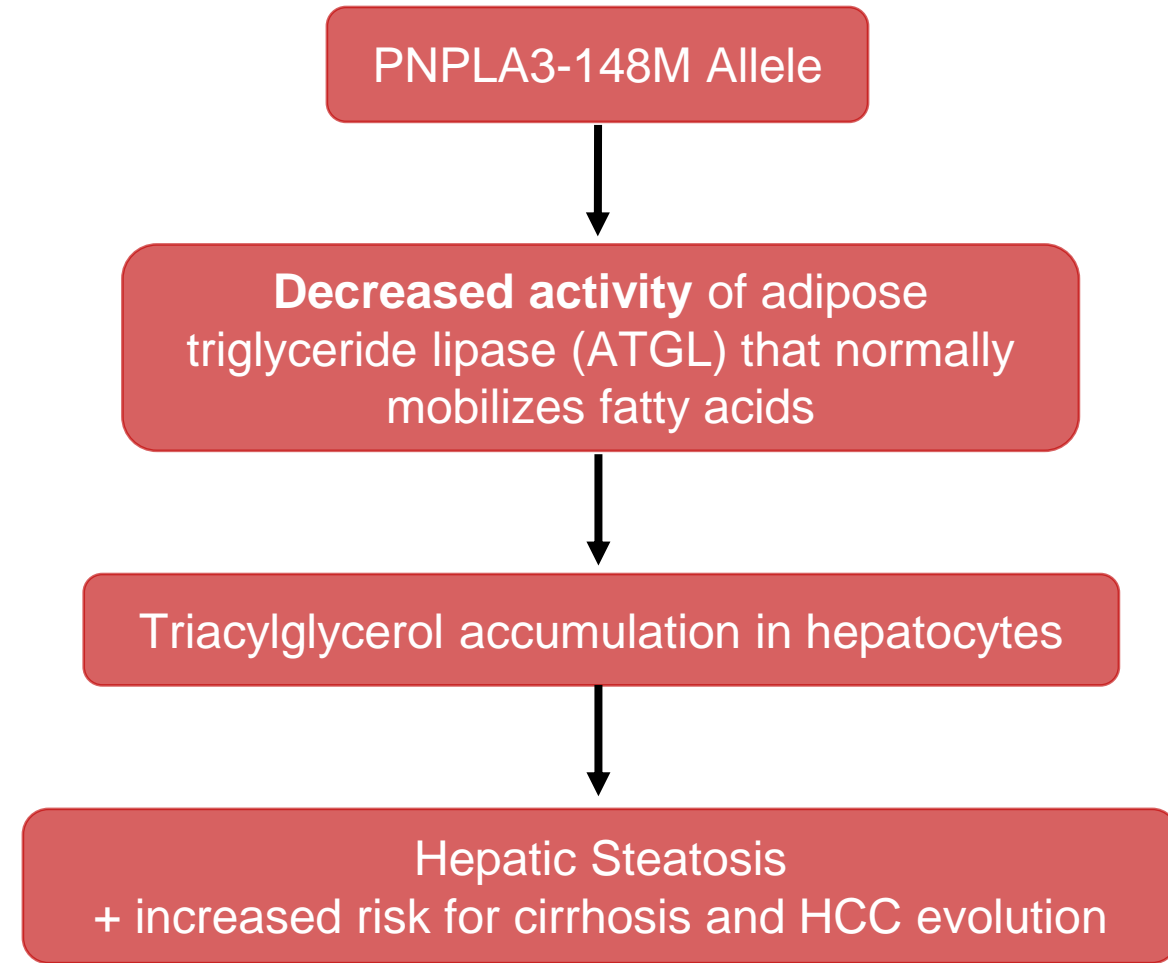 PNPLA3-148M Allele
Decreased activity of adipose
triglyceride lipase (ATGL) that normally
mobilizes fatty acids
Triacylglycerol accumulation in hepatocytes
Hepatic Steatosis
+ increased risk for cirrhosis and HCC evolution